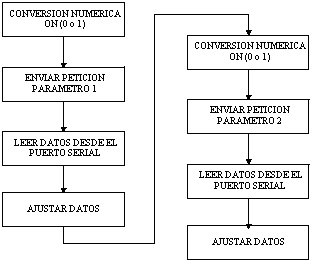 CONVERSION NUMERICA
ON (0 o 1)
ENVIAR PETICION
PARAMETRO 1
LEER DATOS DESDE EL
PUERTO SERIAL
AJUSTAR DATOS
CONVERSION NUMERICA
ON (0 o 1)
ENVIAR PETICION
PARAMETRO 2
LEER DATOS DESDE EL
PUERTO SERIAL
AJUSTAR DATOS